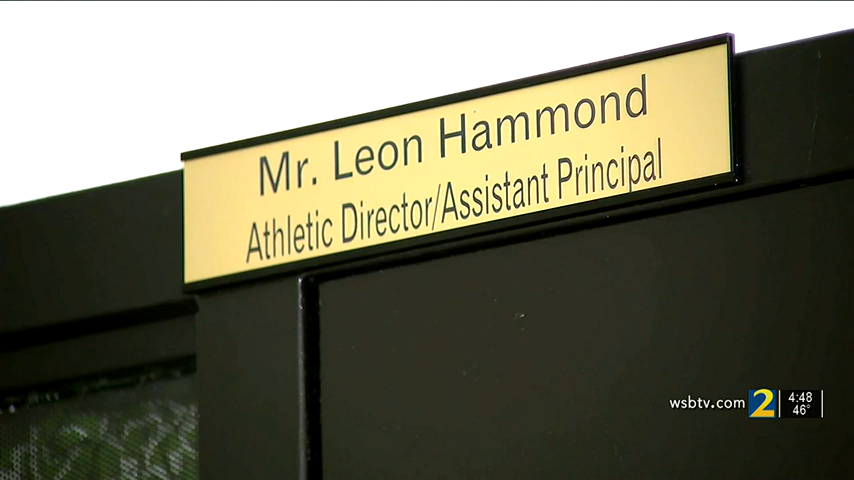 Mr. Leon Hammond
Athletic Director/Assistant Principal
wsbtv.com 2 4:48
46°